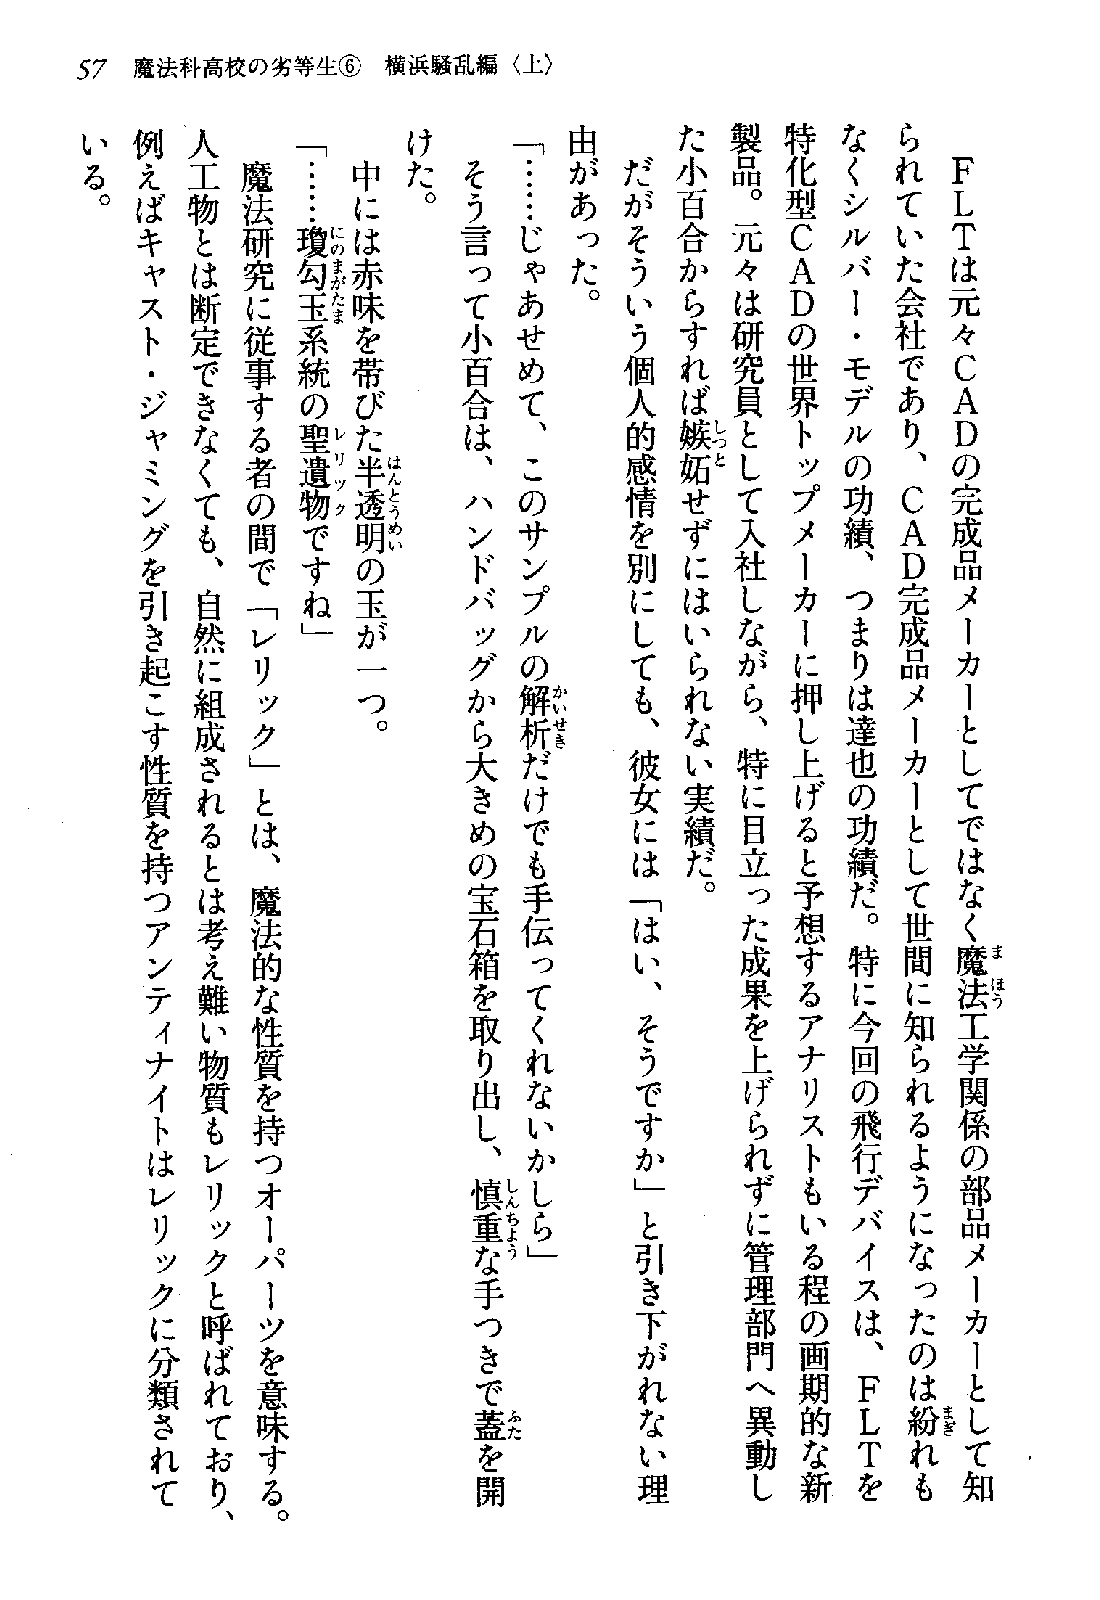 57　魔法科高校の劣等生⑥　横浜騒乱編〈上〉
　ＦＬＴは元々ＣＡＤの完成品メーカーとしてではなく魔法工学関係の部品メーカーとして知
られていた会社であり、ＣＡＤ完成品メーカーとして世間に知られるようになったのは紛れも
なくシルバー・モデルの功績、つまりは達也の功績だ。特に今回の飛行デバイスは、ＦＬＴを
特化型ＣＡＤの世界トップメーカーに押し上げると予想するアナリストもいる程の画期的な新
製品。元々は研究員として入社しながら、特に目立った成果を上げられずに管理部門へ異動し
た小百合からすれば嫉妬せずにはいられない実績だ。
　だがそういう個人的感情を別にしても、彼女には「はい、そうですか」と引き下がれない理
由があった。
「……じゃあせめて、このサンプルの解析だけでも手伝ってくれないかしら」
　そう言って小百合は、ハンドバッグから大きめの宝石箱を取り出し、慎重な手つきで蓋を開
けた。
　中には赤味を帯びた半透明の玉が一つ。
「……瓊勾玉系統の聖遺物ですね」
　魔法研究に従事する者の間で「レリック」とは、魔法的な性質を持つオーパーツを意味する。
人工物とは断定できなくても、自然に組成されるとは考え難い物質もレリックと呼ばれており、
例えばキャスト・ジャミングを引き起こす性質を持つアンティナイトはレリックに分類されて
いる。